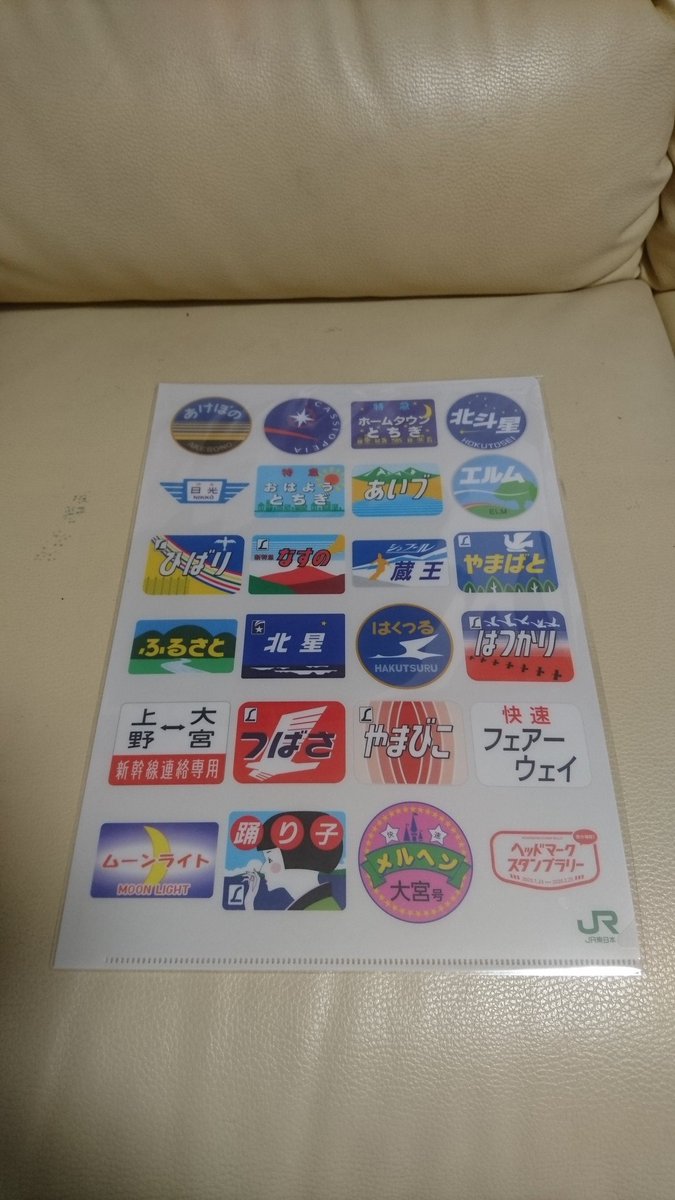 あけぼの
AKEBONO
CASSIOPEIA
特急
ホームタウン
とちぎ
北斗星
HOKUTOSEI
日光
NIKKŌ
特急
おはよう
とちぎ
あいづ
エルム
ELM
L
ひばり
L
新特急
なすの
シュプール
蔵王
L
やまばと
ふるさと
北星
はくつる
HAKUTSURU
L
はつかり
上野↔大宮
新幹線連絡専用
L
つばさ
L
やまびこ
快速
フェアー
ウェイ
ムーンライト
MOON LIGHT
踊り子
L
快速
メルヘン
大宮号
ヘッドマーク
スタンプラリー
JR
JR東日本